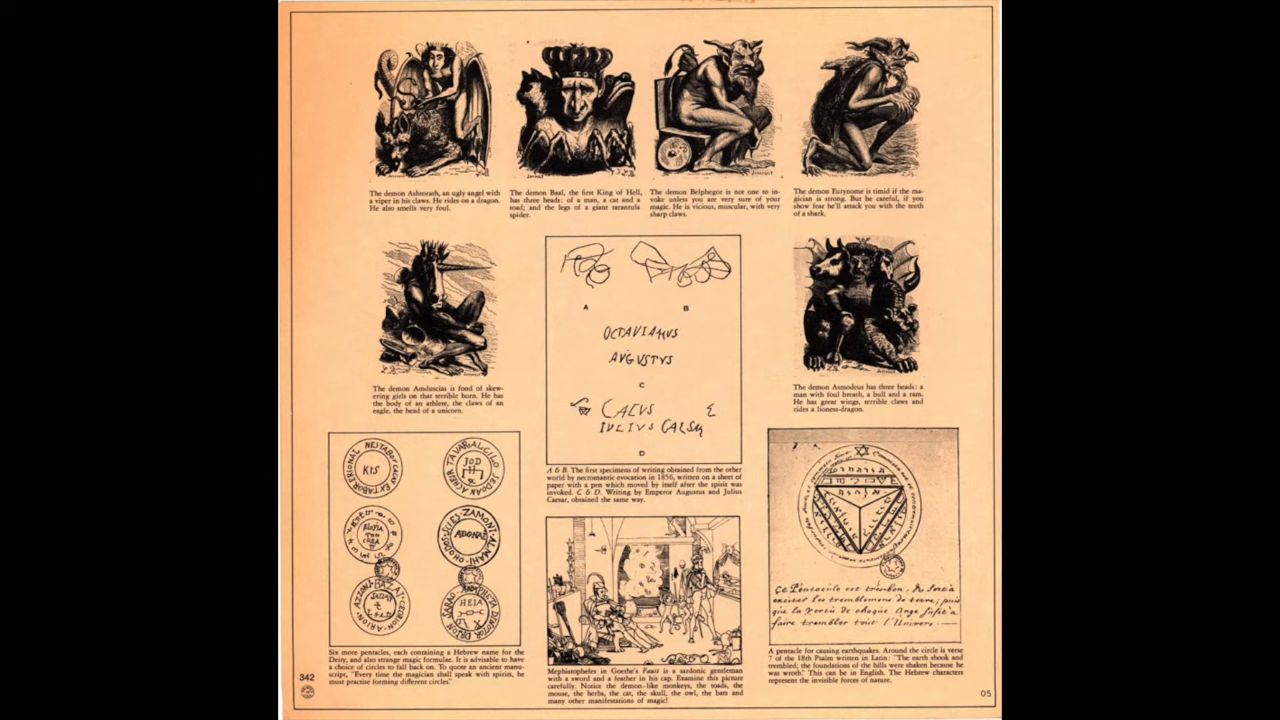 The demon Ashtorath, an ugly angel with
a viper in his claws. He rides on a dragon.
He also smells very foul.
The demon Baal, the first King of Hell,
has three heads: of a man, a cat and a
toad; and the legs of a giant tarantula
spider.
The demon Belphegor is not one to in-
voke unless you are very sure of your
magic. He is vicious, muscular, with very
sharp claws.
The demon Eurynome is timid if the ma-
gician is strong. But be careful, if you
show fear he'll attack you with the teeth
of a shark.
The demon Amduscias is fond of skew-
ering girls on that terrible horn. He has
the body of an athlete, the claws of an
eagle, the head of a unicorn.
A B
OCTAVIANUS
AUGUSTUS
C
CAIUS
IULIUS CAESAR
D
The demon Asmodeus has three heads: a
man with foul breath, a bull and a ram.
He has great wings, terrible claws and
rides a lioness-dragon.
A & B. The first specimens of writing obtained from the other
world by necromantic evocation in 1856, written on a sheet of
paper with a pen which moved by itself after the spirit was
invoked. C & D. Writing by Emperor Augustus and Julius
Caesar, obtained the same way.
KIS
JOD
ADONAI
HEIA
Ce Pentacule est tres bon, Il sert a
exciter les tremblemens de terre, puis
que la vertu de chaque Ange sufit a
faire trembler tout l'Univers
Six more pentacles, each containing a Hebrew name for the
Deity, and also strange magic formulae. It is advisable to have
a choice of circles to fall back on. To quote an ancient manu-
script, "Every time the magician shall speak with spirits, he
must practise forming different circles."
Mephistopheles in Goethe's Faust is a sardonic gentleman
with a sword and a feather in his cap. Examine this picture
carefully. Notice the demon-like monkeys, the toads, the
mouse, the herbs, the cat, the skull, the owl, the bats and
many other manifestations of magic!
A pentacle for causing earthquakes. Around the circle is verse
7 of the 18th Psalm written in Latin: "The earth shook and
trembled; the foundations of the hills were shaken because he
was wroth." This can be in English. The Hebrew characters
represent the invisible forces of nature.
342
05